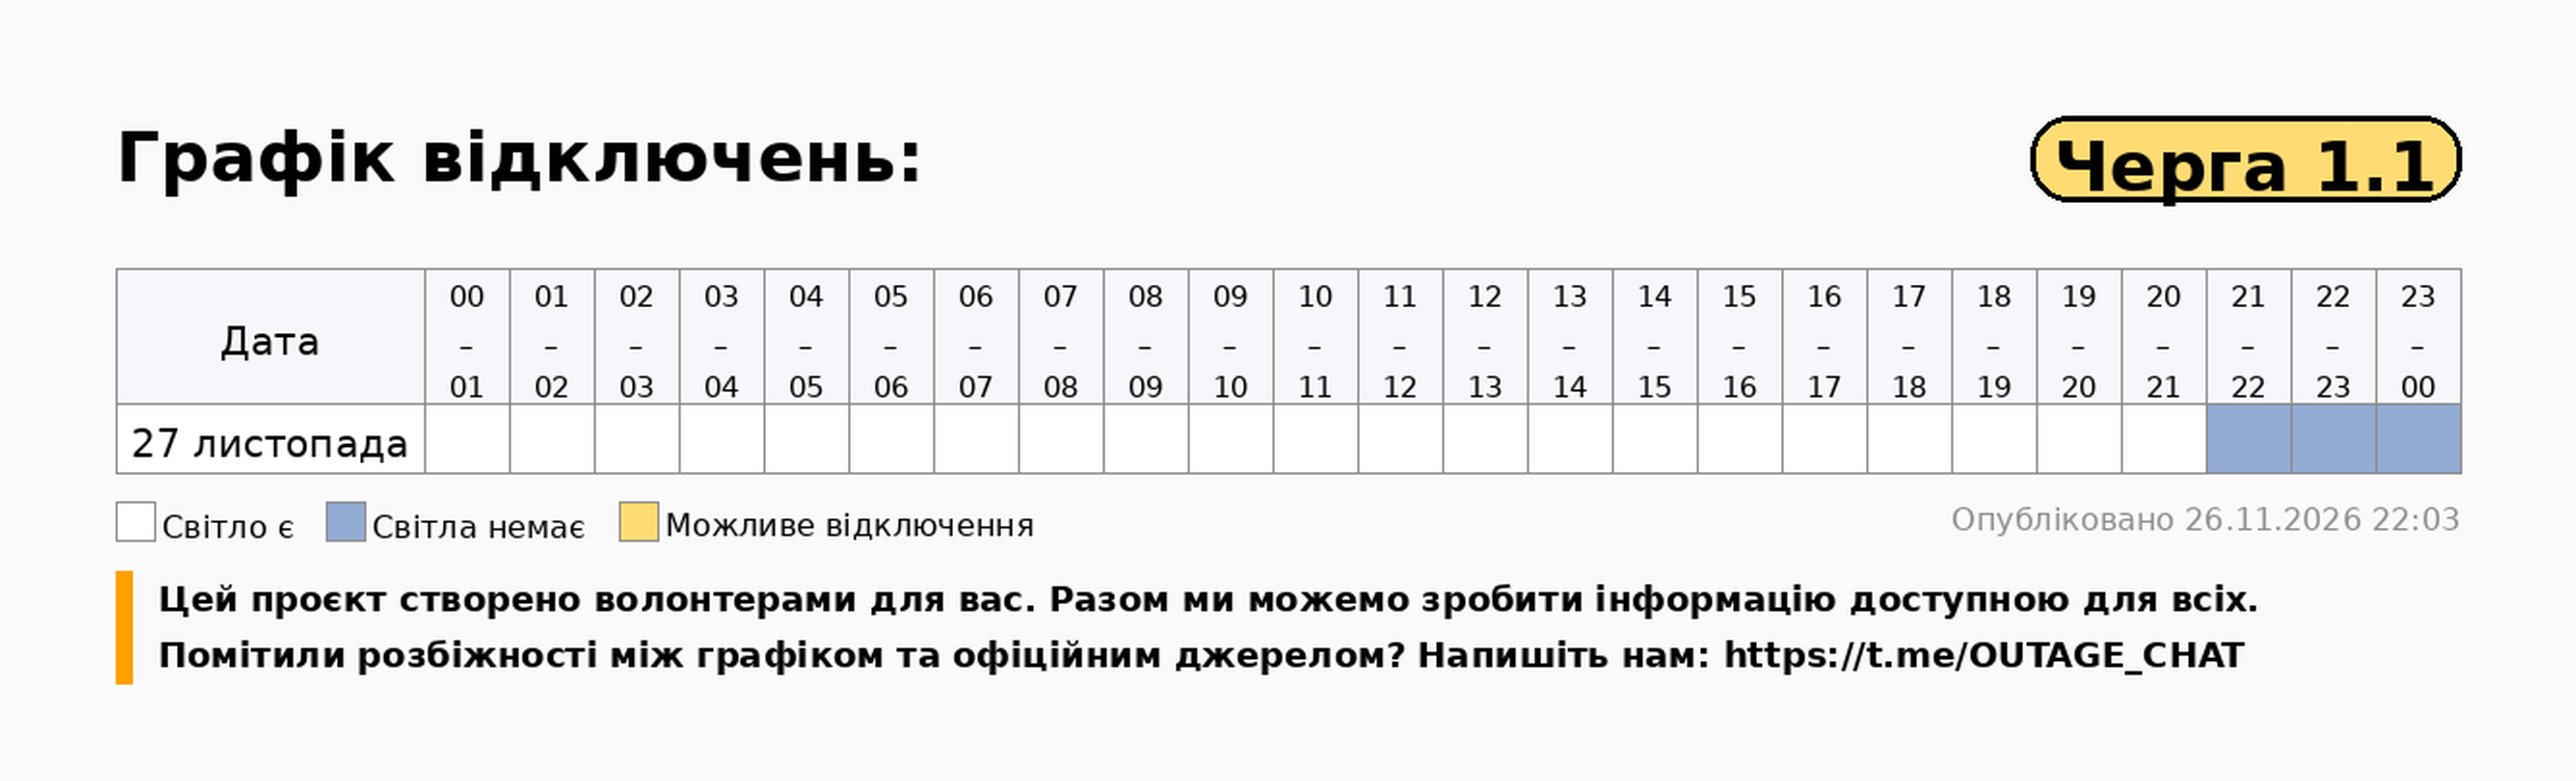 Графік відключень:
Черга 1.1
Дата 00 – 01 01 – 02 02 – 03 03 – 04 04 – 05 05 – 06 06 – 07 07 – 08 08 – 09 09 – 10 10 – 11 11 – 12 12 – 13 13 – 14 14 – 15 15 – 16 16 – 17 17 – 18 18 – 19 19 – 20 20 – 21 21 – 22 22 – 23 23 – 00
27 листопада
Світло є Світла немає Можливе відключення
Опубліковано 26.11.2026 22:03
Цей проєкт створено волонтерами для вас. Разом ми можемо зробити інформацію доступною для всіх.
Помітили розбіжності між графіком та офіційним джерелом? Напишіть нам: https://t.me/OUTAGE_CHAT